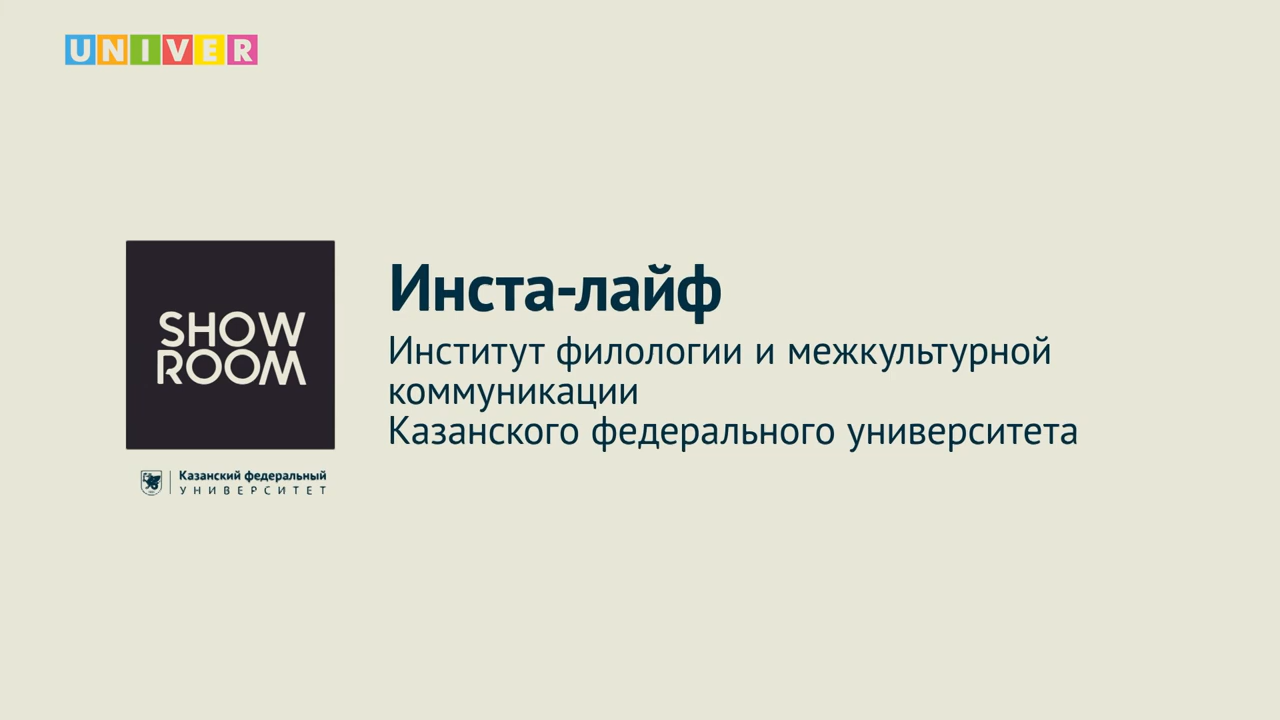 UNIVER
SHOW
ROOM
Казанский федеральный
УНИВЕРСИТЕТ
Инста-лайф
Институт филологии и межкультурной
коммуникации
Казанского федерального университета